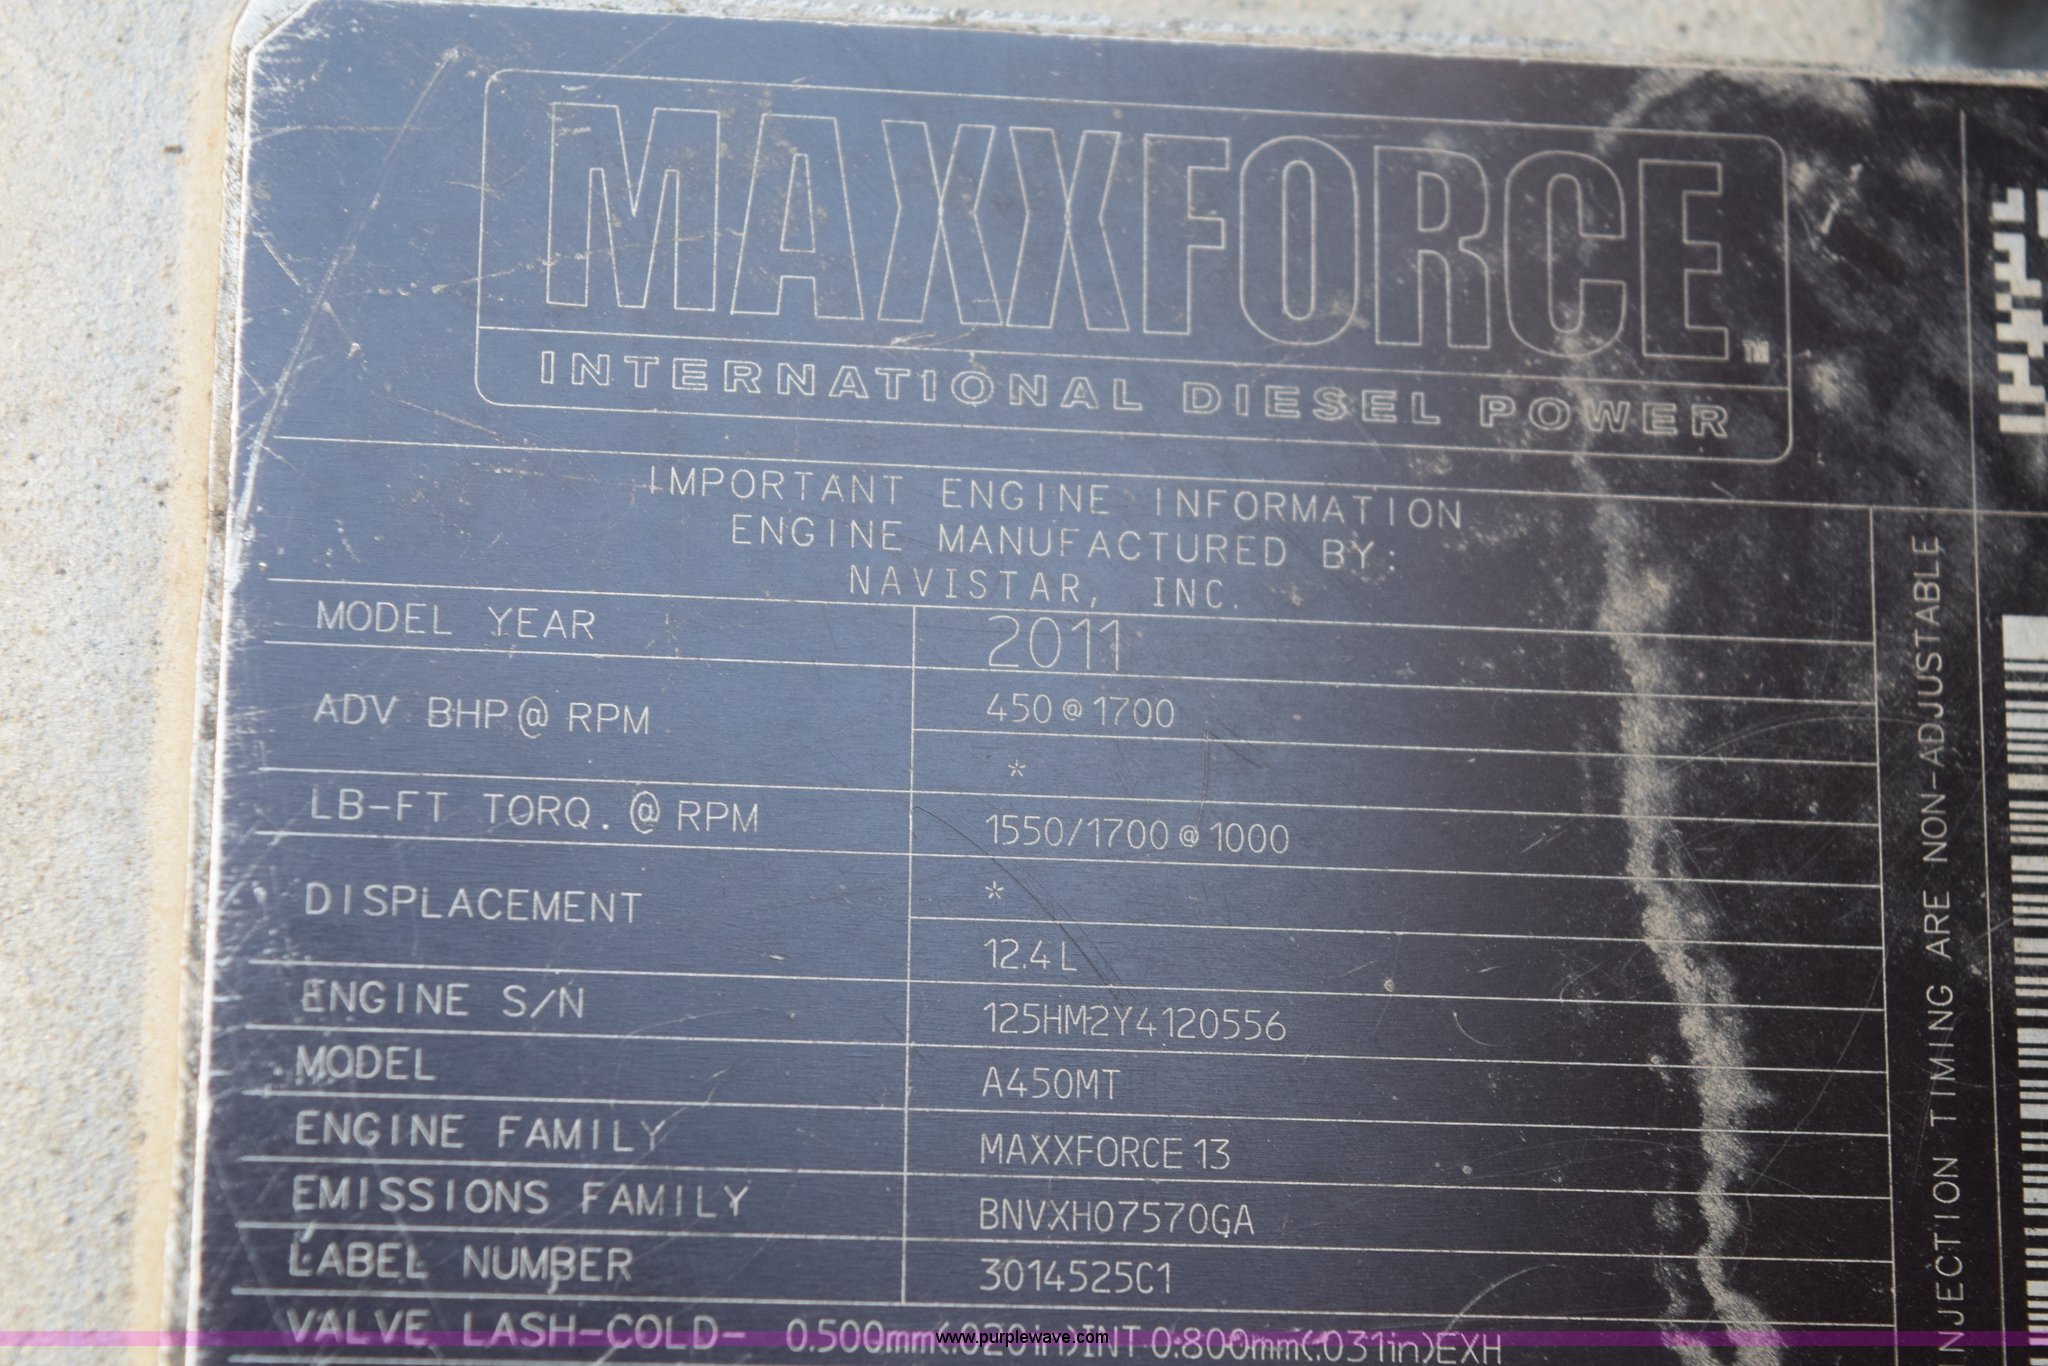 MAXXFORCE™
INTERNATIONAL DIESEL POWER
IMPORTANT ENGINE INFORMATION
ENGINE MANUFACTURED BY:
NAVISTAR, INC.
MODEL YEAR 2011
ADV BHP@ RPM 450@1700
*
LB-FT TORQ. @ RPM 1550/1700@1000
*
DISPLACEMENT 12.4 L
ENGINE S/N 125HM2Y4120556
MODEL A450MT
ENGINE FAMILY MAXXFORCE 13
EMISSIONS FAMILY BNVXH07570GA
LABEL NUMBER 3014525C1
VALVE LASH-COLD- 0.500mm(.020in)INT 0.800mm(.031in)EXH
NJECTION TIMING ARE NON-ADJUSTABLE
www.purplewave.com